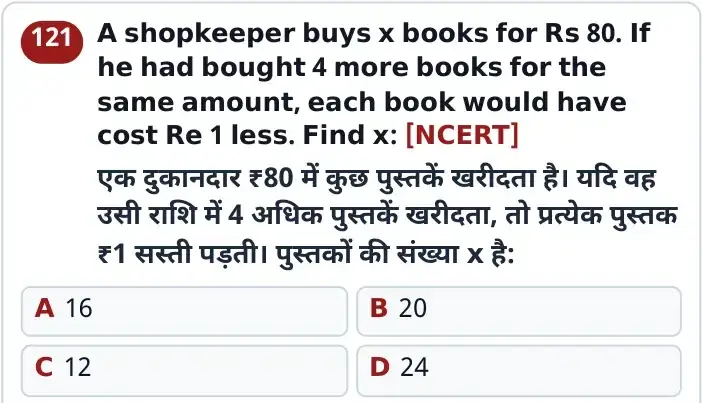 121 A shopkeeper buys x books for Rs 80. If
he had bought 4 more books for the
same amount, each book would have
cost Re 1 less. Find x: [NCERT]
एक दुकानदार ₹80 में कुछ पुस्तकें खरीदता है। यदि वह
उसी राशि में 4 अधिक पुस्तकें खरीदता, तो प्रत्येक पुस्तक
₹1 सस्ती पड़ती। पुस्तकों की संख्या x है:
A 16
B 20
C 12
D 24